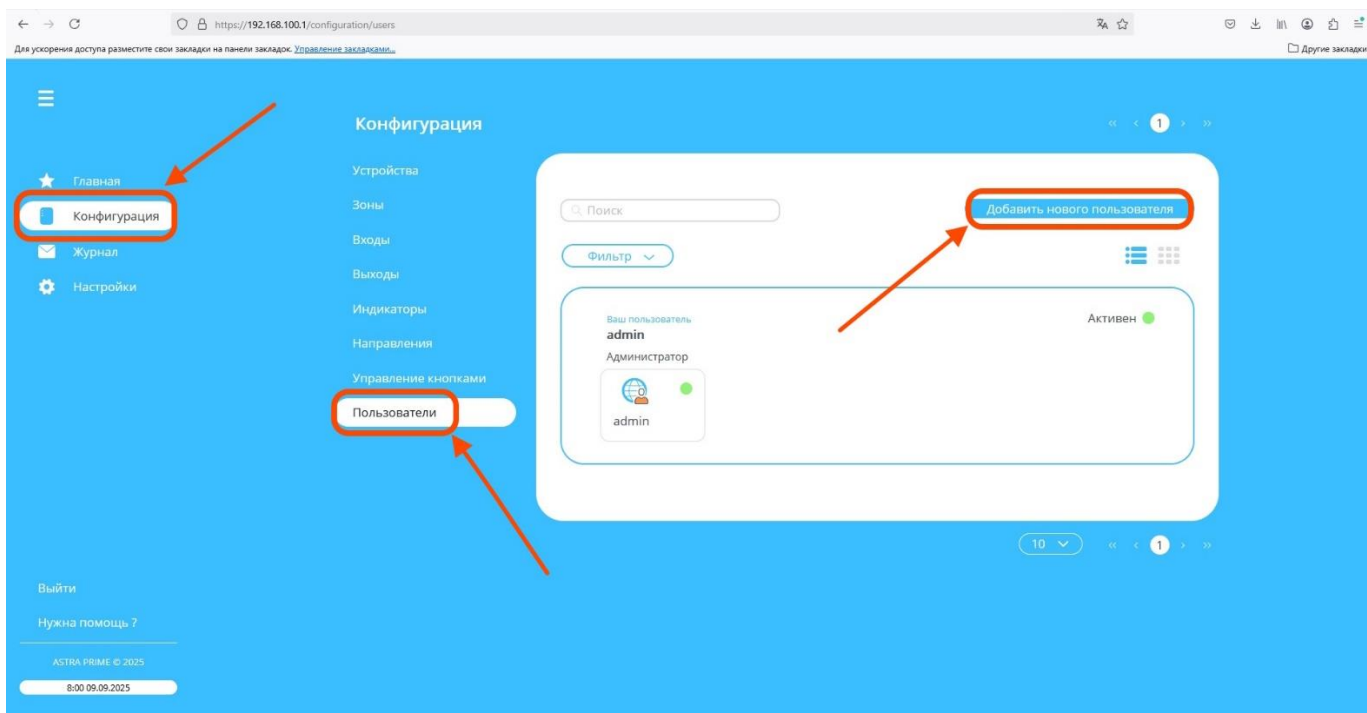 https://192.168.100.1/configuration/users
Для ускорения доступа разместите свои закладки на панели закладок. Управление закладками...
Другие закладки
Главная
Конфигурация
Журнал
Настройки
Выйти
Нужна помощь ?
ASTRA PRIME © 2025
8:00 09.09.2025
Конфигурация
Устройства
Зоны
Входы
Выходы
Индикаторы
Направления
Управление кнопками
Пользователи
« < 1 > »
Поиск
Добавить нового пользователя
Фильтр
Ваш пользователь
admin
Администратор
admin
Активен
10
« < 1 > »